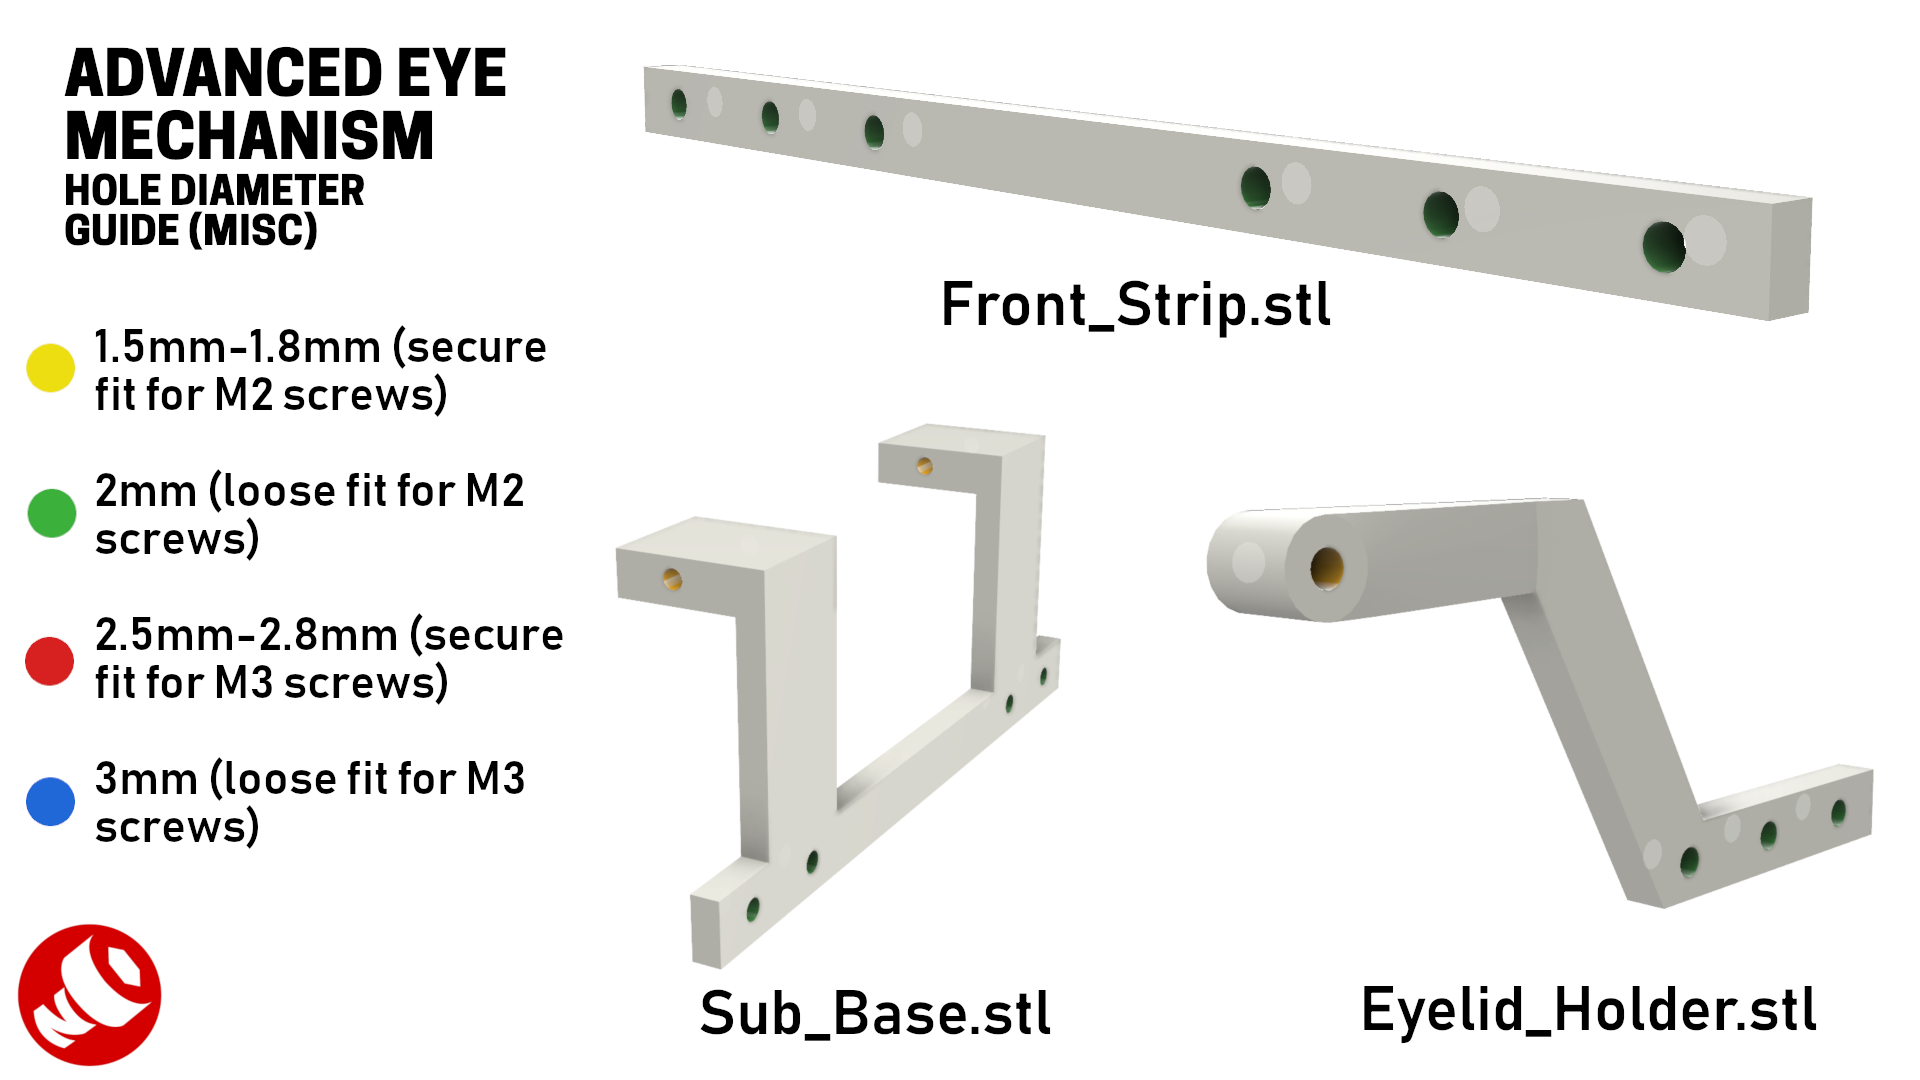 ADVANCED EYE
MECHANISM
HOLE DIAMETER
GUIDE (MISC)
1.5mm-1.8mm (secure
fit for M2 screws)
2mm (loose fit for M2
screws)
2.5mm-2.8mm (secure
fit for M3 screws)
3mm (loose fit for M3
screws)
Front_Strip.stl
Sub_Base.stl
Eyelid_Holder.stl